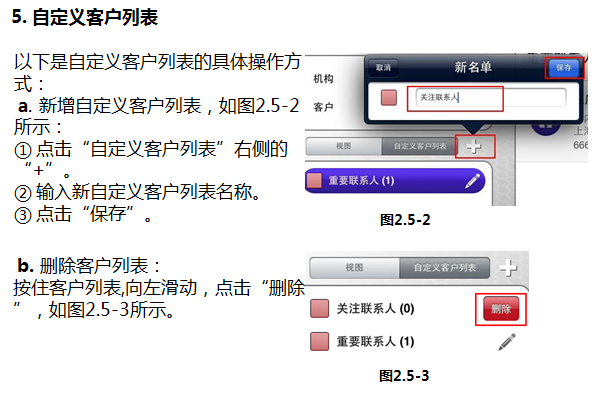 5. 自定义客户列表
以下是自定义客户列表的具体操作方
式：
a. 新增自定义客户列表，如图2.5-2
所示：
① 点击“自定义客户列表”右侧的
“+”。
② 输入新自定义客户列表名称。
③ 点击“保存”。
取消
新名单
保存
机构
关注联系人
客户
视图
自定义客户列表
重要联系人 (1)
上海
666
图2.5-2
b. 删除客户列表：
按住客户列表,向左滑动，点击“删除
”，如图2.5-3所示。
视图
自定义客户列表
关注联系人 (0)
删除
重要联系人 (1)
图2.5-3